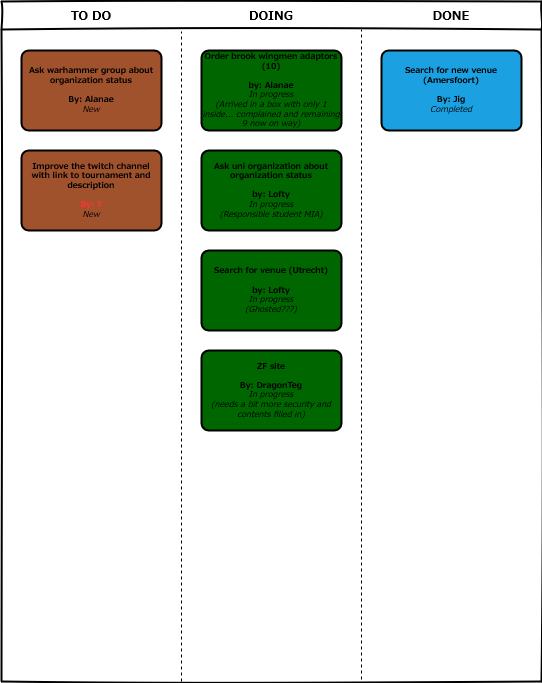 TO DO
DOING
DONE
Ask warhammer group about
organization status
By: Alanae
New
Improve the twitch channel
with link to tournament and
description
By: ?
New
Order brook wingmen adaptors
(10)
by: Alanae
In progress
(Arrived in a box with only 1
inside... complained and remaining
9 now on way)
Ask uni organization about
organization status
by: Lofty
In progress
(Responsible student MIA)
Search for venue (Utrecht)
by: Lofty
In progress
(Ghosted???)
ZF site
By: DragonTeg
In progress
(needs a bit more security and
contents filled in)
Search for new venue
(Amersfoort)
By: Jig
Completed